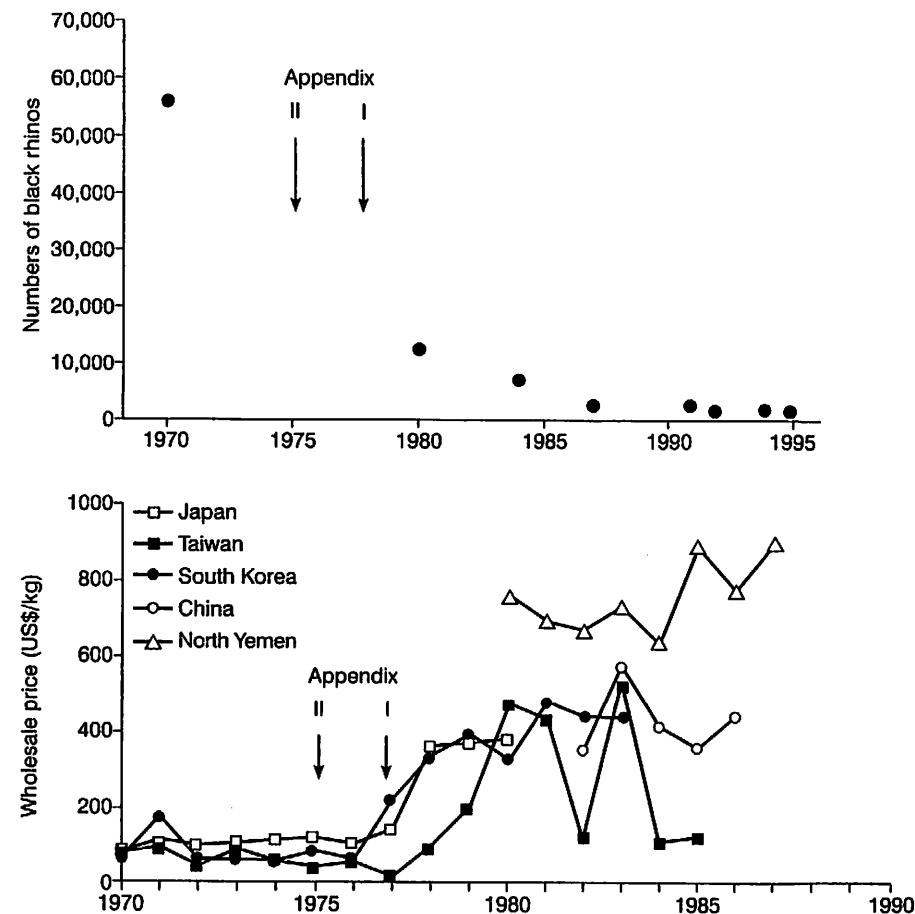 70,000
60,000
50,000
40,000
30,000
20,000
10,000
0
Numbers of black rhinos
Appendix
II I
1970 1975 1980 1985 1990 1995
1000
800
600
400
200
0
Wholesale price (US$/kg)
Japan
Taiwan
South Korea
China
North Yemen
Appendix
II I
1970 1975 1980 1985 1990